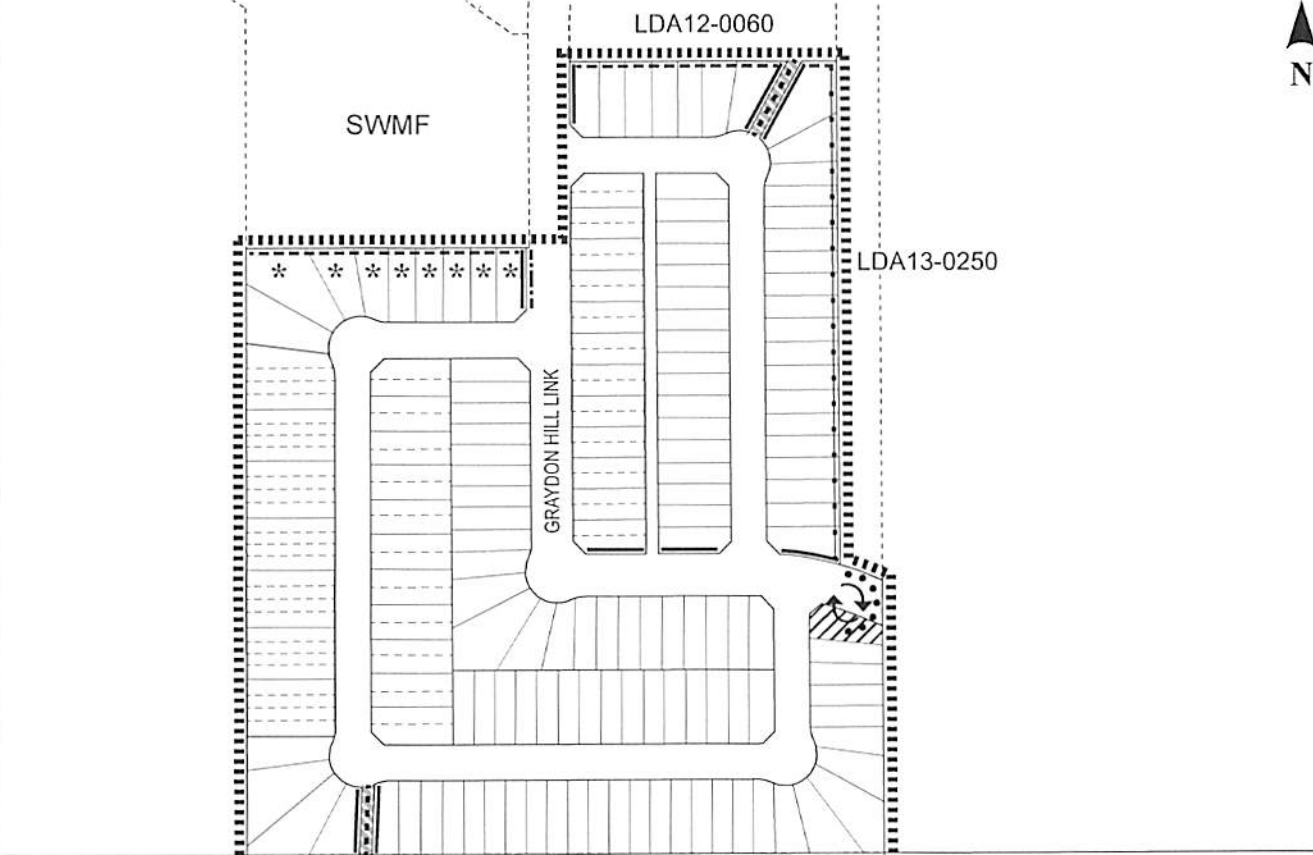 LDA12-0060
N
SWMF
LDA13-0250
GRAYDON HILL LINK
* * * * * * * *